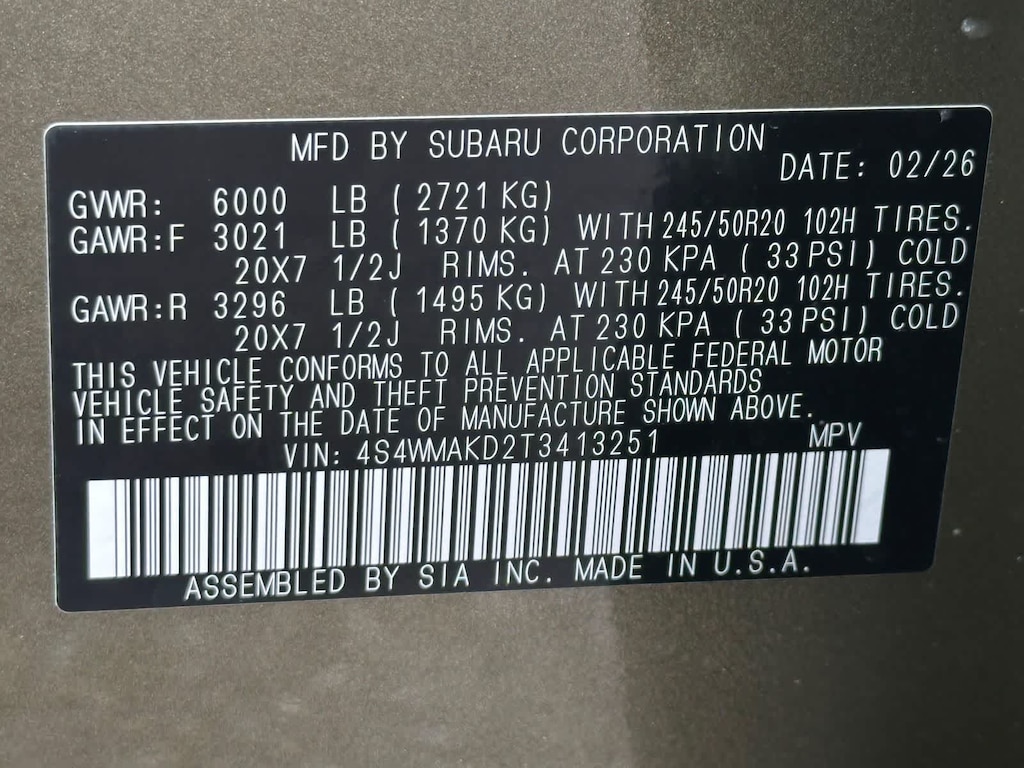 MFD BY SUBARU CORPORATION
DATE: 02/26
GVWR: 6000 LB ( 2721 KG)
GAWR:F 3021 LB ( 1370 KG) WITH 245/50R20 102H TIRES.
20X7 1/2J RIMS. AT 230 KPA ( 33 PSI) COLD
GAWR:R 3296 LB ( 1495 KG) WITH 245/50R20 102H TIRES.
20X7 1/2J RIMS. AT 230 KPA ( 33 PSI) COLD
THIS VEHICLE CONFORMS TO ALL APPLICABLE FEDERAL MOTOR
VEHICLE SAFETY AND THEFT PREVENTION STANDARDS
IN EFFECT ON THE DATE OF MANUFACTURE SHOWN ABOVE.
VIN: 4S4WMAKD2T3413251 MPV
ASSEMBLED BY SIA INC. MADE IN U.S.A.